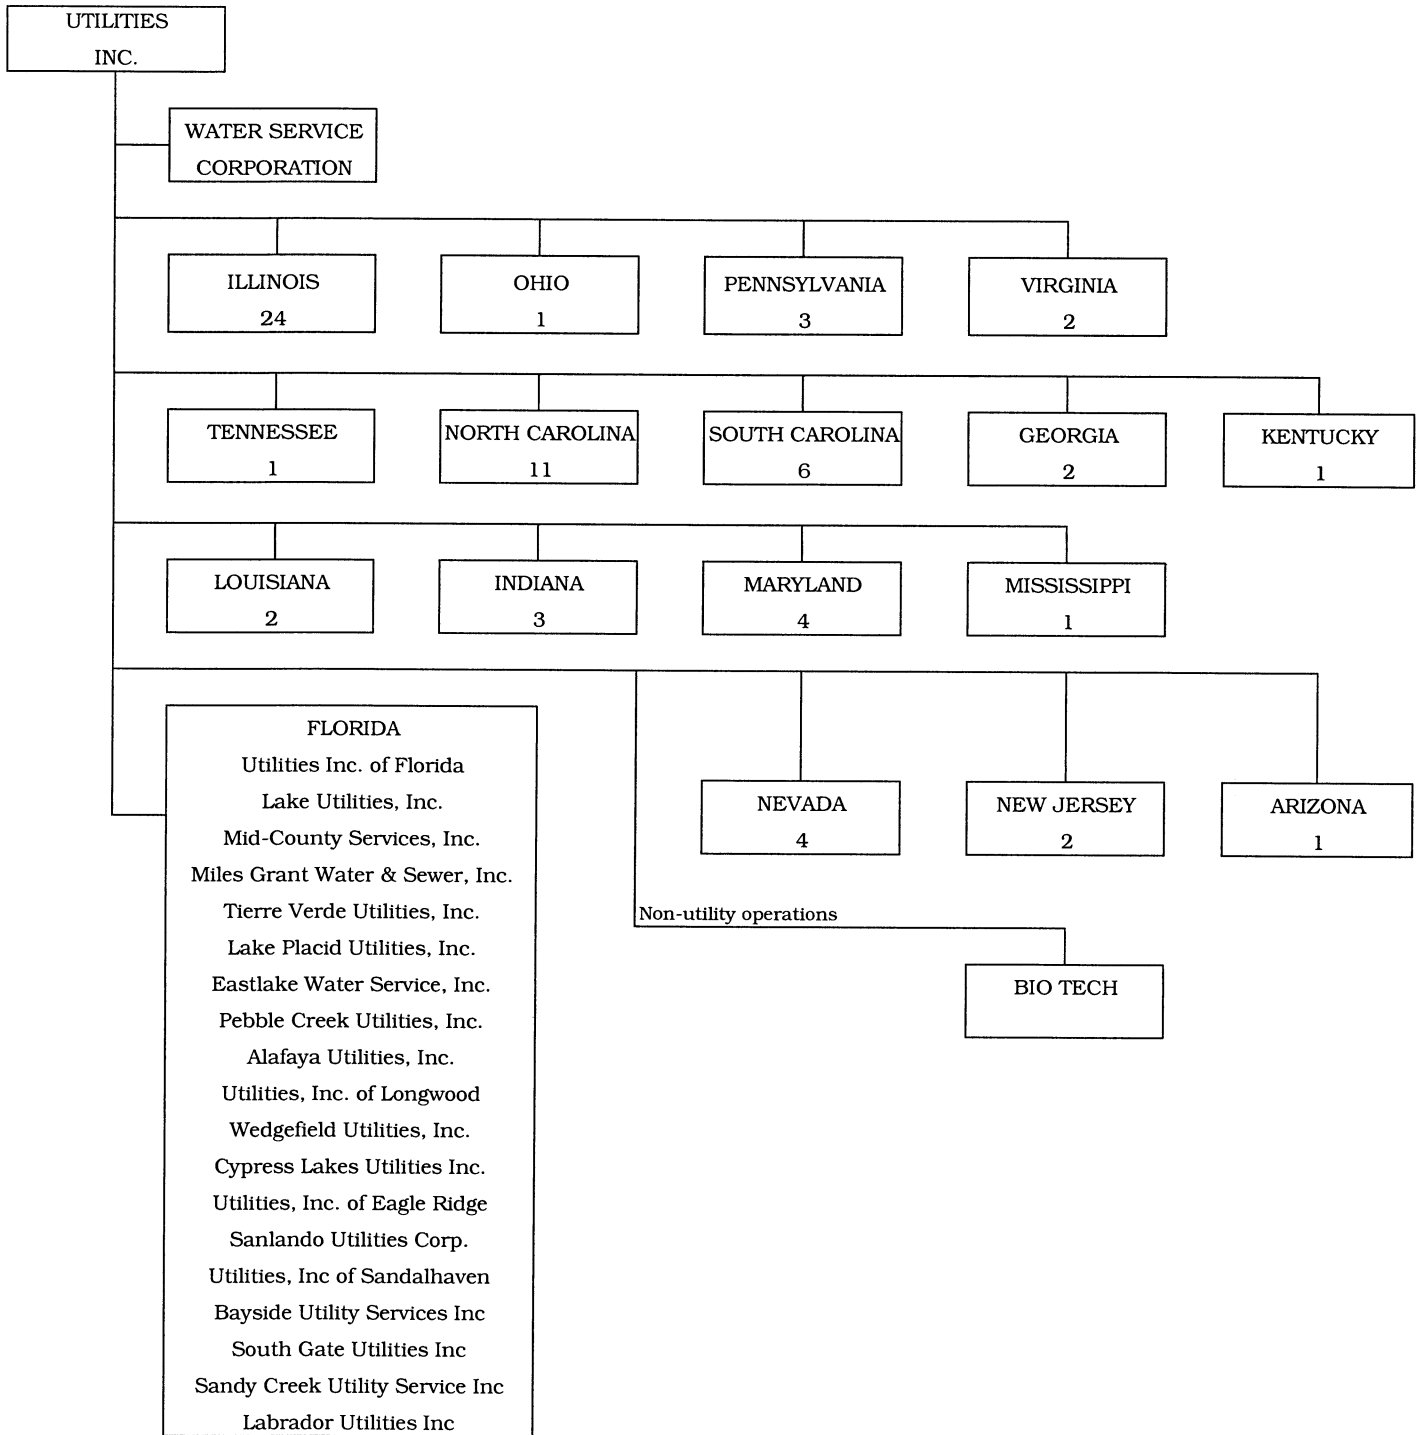 UTILITIES
INC.
WATER SERVICE
CORPORATION
ILLINOIS
24
OHIO
1
PENNSYLVANIA
3
VIRGINIA
2
TENNESSEE
1
NORTH CAROLINA
11
SOUTH CAROLINA
6
GEORGIA
2
KENTUCKY
1
LOUISIANA
2
INDIANA
3
MARYLAND
4
MISSISSIPPI
1
FLORIDA
Utilities Inc. of Florida
Lake Utilities, Inc.
Mid-County Services, Inc.
Miles Grant Water & Sewer, Inc.
Tierre Verde Utilities, Inc.
Lake Placid Utilities, Inc.
Eastlake Water Service, Inc.
Pebble Creek Utilities, Inc.
Alafaya Utilities, Inc.
Utilities, Inc. of Longwood
Wedgefield Utilities, Inc.
Cypress Lakes Utilities Inc.
Utilities, Inc. of Eagle Ridge
Sanlando Utilities Corp.
Utilities, Inc of Sandalhaven
Bayside Utility Services Inc
South Gate Utilities Inc
Sandy Creek Utility Service Inc
Labrador Utilities Inc
NEVADA
4
NEW JERSEY
2
ARIZONA
1
Non-utility operations
BIO TECH